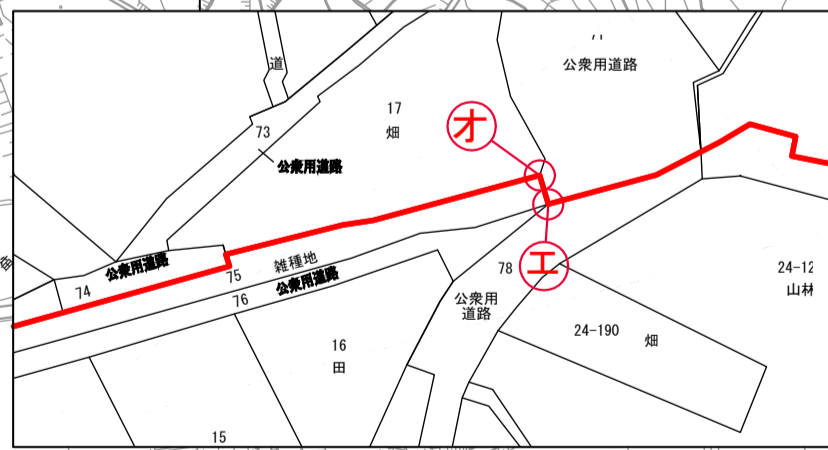 公衆用道路
道
17
畑
オ
73
公衆用道路
公衆用道路
74
75
雑種地
公衆用道路
76
78
エ
公衆用
道路
24-12
山林
24-190 畑
16
田
15